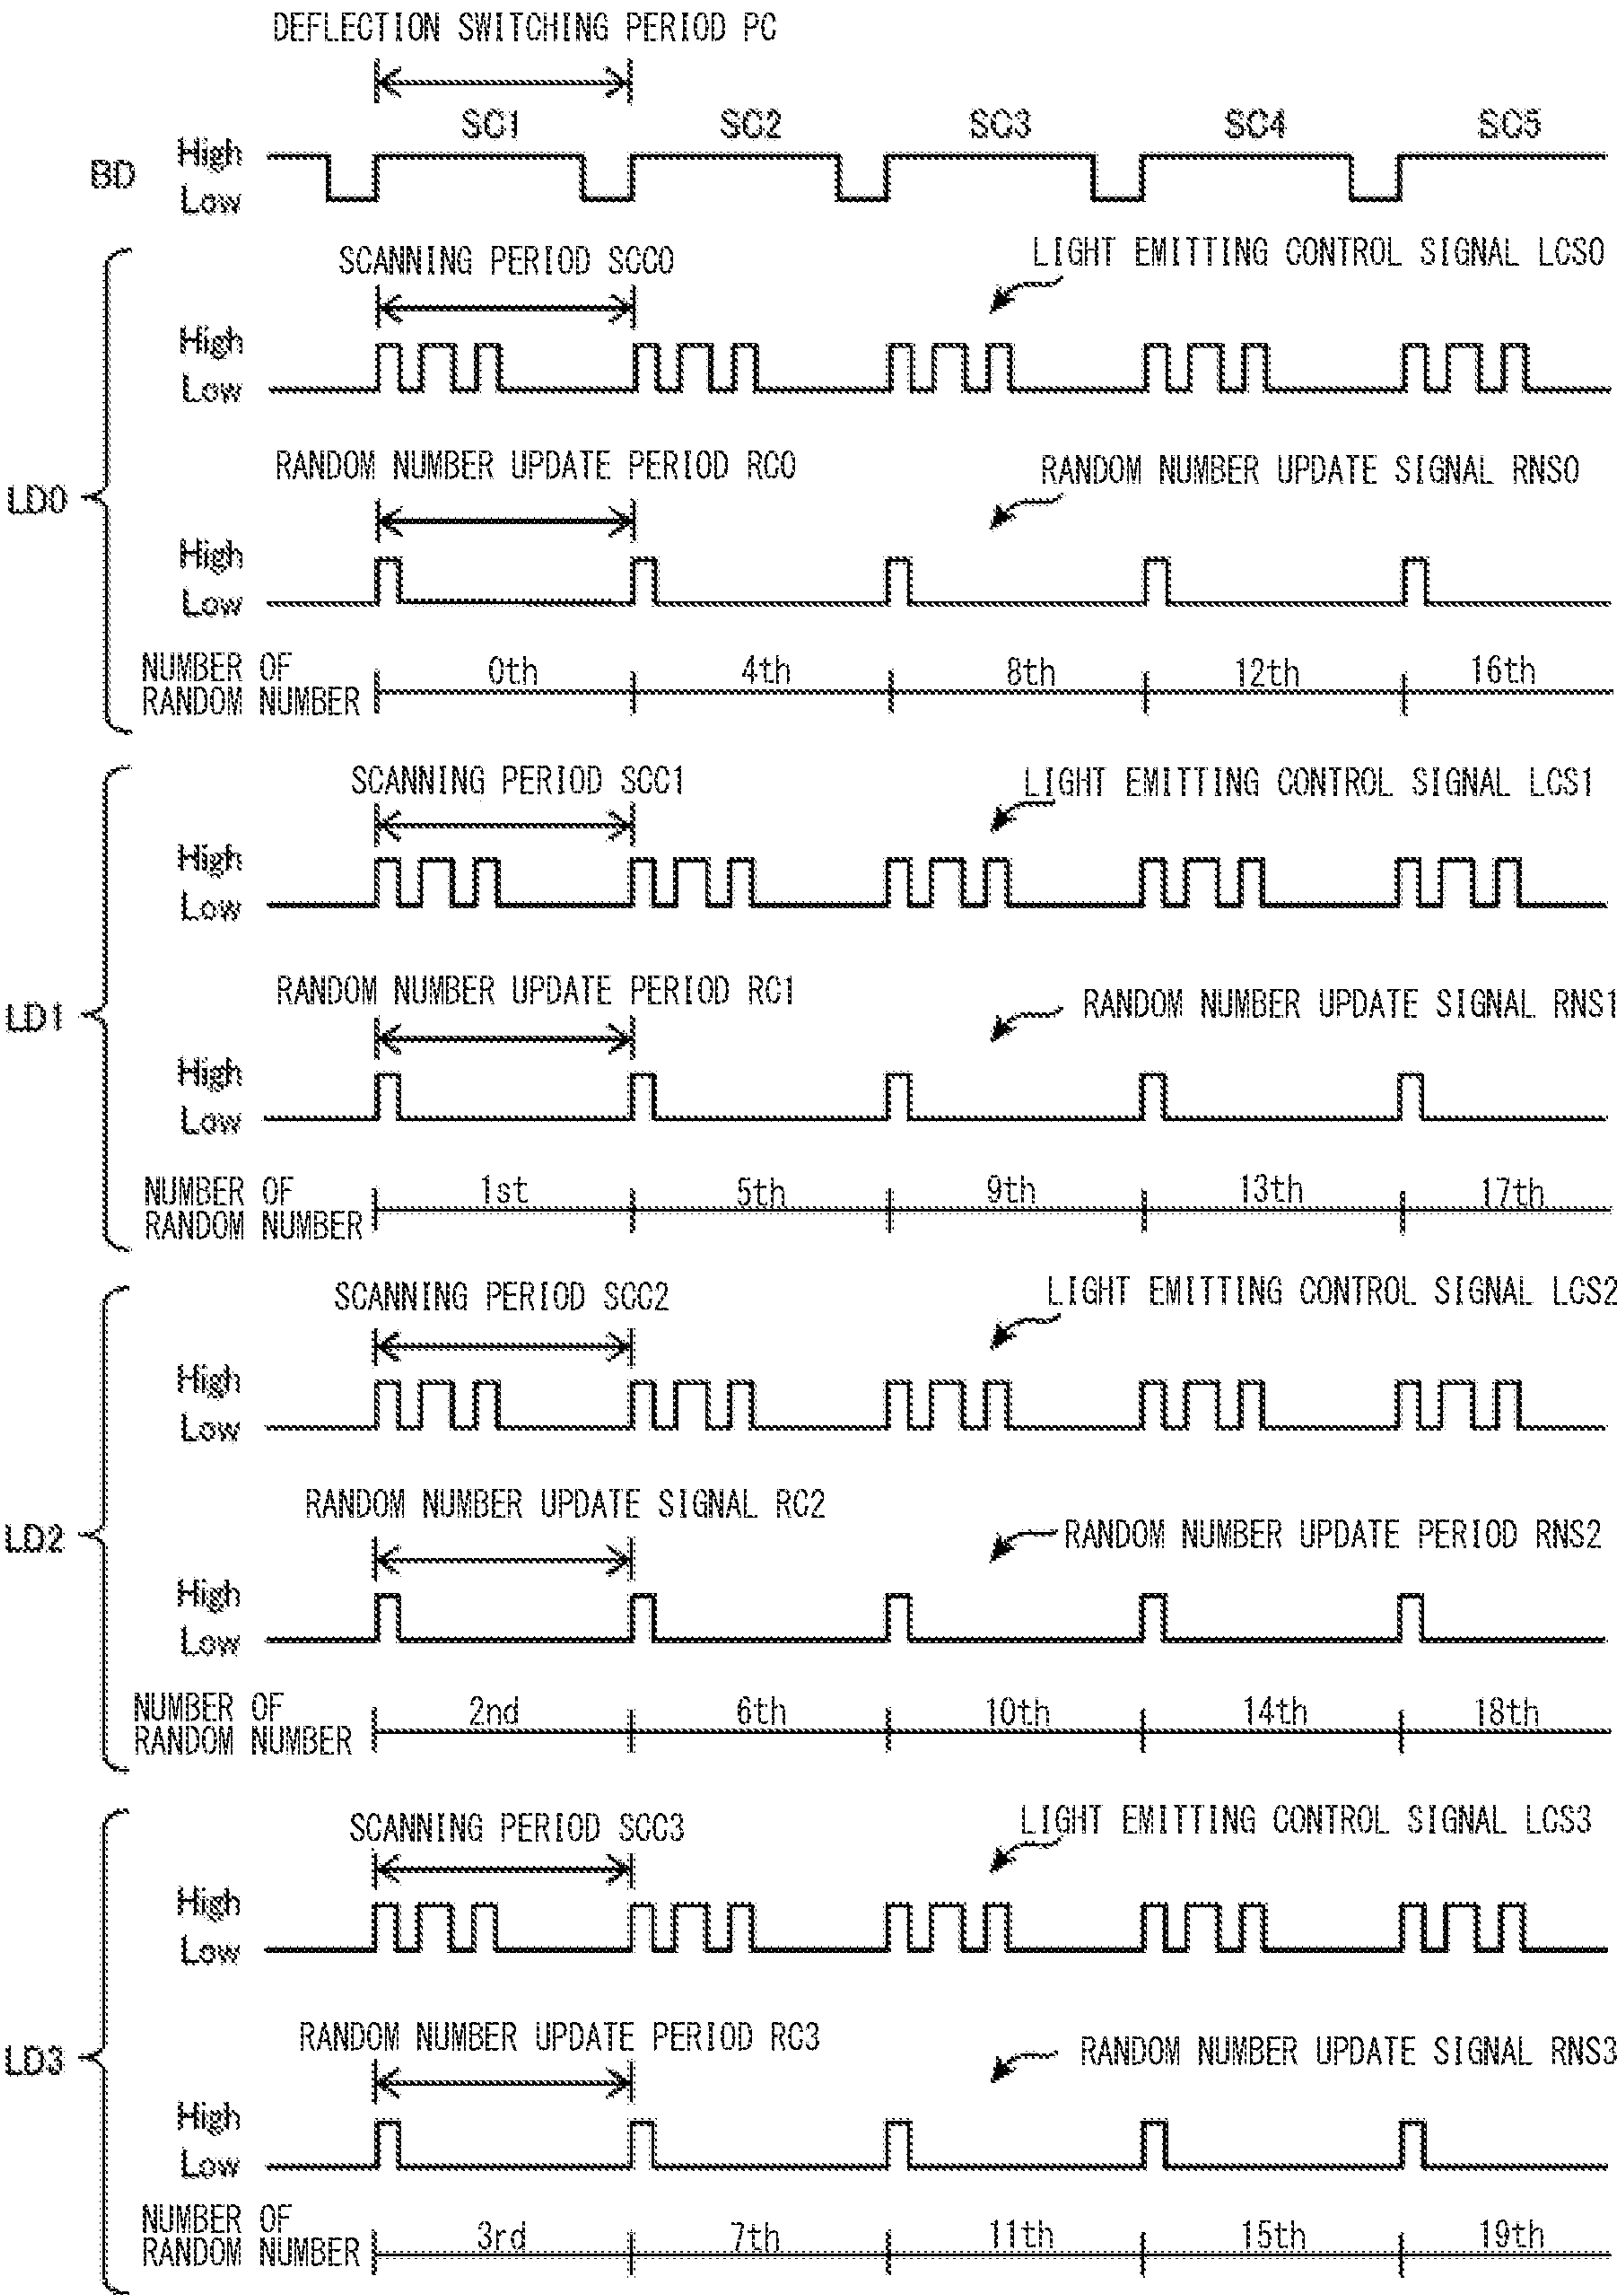 DEFLECTION SWITCHING PERIOD PC
SC1 SC2 SC3 SC4 SC5
BD High
Low
SCANNING PERIOD SCC0
LIGHT EMITTING CONTROL SIGNAL LCS0
High
Low
RANDOM NUMBER UPDATE PERIOD RC0
RANDOM NUMBER UPDATE SIGNAL RNS0
LD0
High
Low
NUMBER OF
RANDOM NUMBER
0th 4th 8th 12th 16th
SCANNING PERIOD SCC1
LIGHT EMITTING CONTROL SIGNAL LCS1
High
Low
RANDOM NUMBER UPDATE PERIOD RC1
RANDOM NUMBER UPDATE SIGNAL RNS1
LD1
High
Low
NUMBER OF
RANDOM NUMBER
1st 5th 9th 13th 17th
SCANNING PERIOD SCC2
LIGHT EMITTING CONTROL SIGNAL LCS2
High
Low
RANDOM NUMBER UPDATE SIGNAL RC2
RANDOM NUMBER UPDATE PERIOD RNS2
LD2
High
Low
NUMBER OF
RANDOM NUMBER
2nd 6th 10th 14th 18th
SCANNING PERIOD SCC3
LIGHT EMITTING CONTROL SIGNAL LCS3
High
Low
RANDOM NUMBER UPDATE PERIOD RC3
RANDOM NUMBER UPDATE SIGNAL RNS3
LD3
High
Low
NUMBER OF
RANDOM NUMBER
3rd 7th 11th 15th 19th